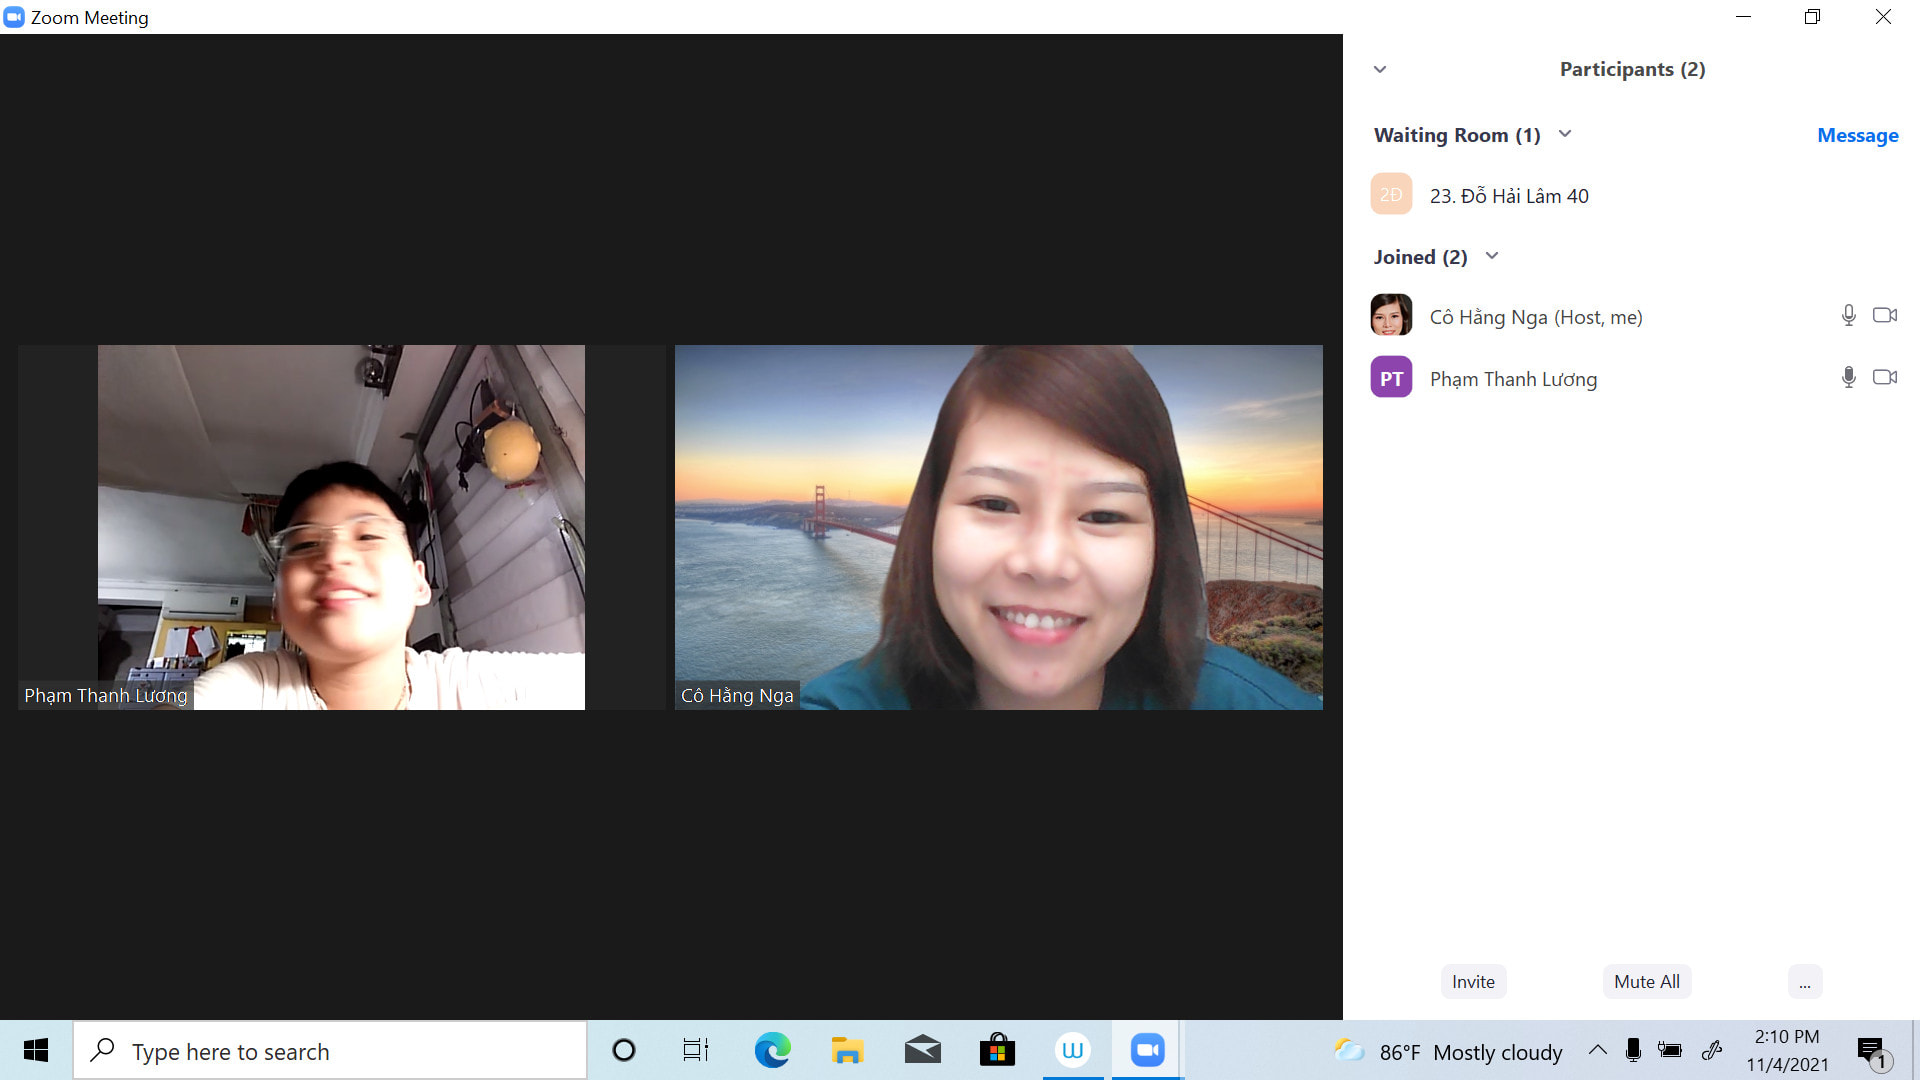 Zoom Meeting
Participants (2)
Waiting Room (1)
Message
2Đ
23. Đỗ Hải Lâm 40
Joined (2)
Cô Hằng Nga (Host, me)
PT
Phạm Thanh Lương
Phạm Thanh Lương
Cô Hằng Nga
Invite
Mute All
...
Type here to search
W
86°F Mostly cloudy
2:10 PM
11/4/2021
1